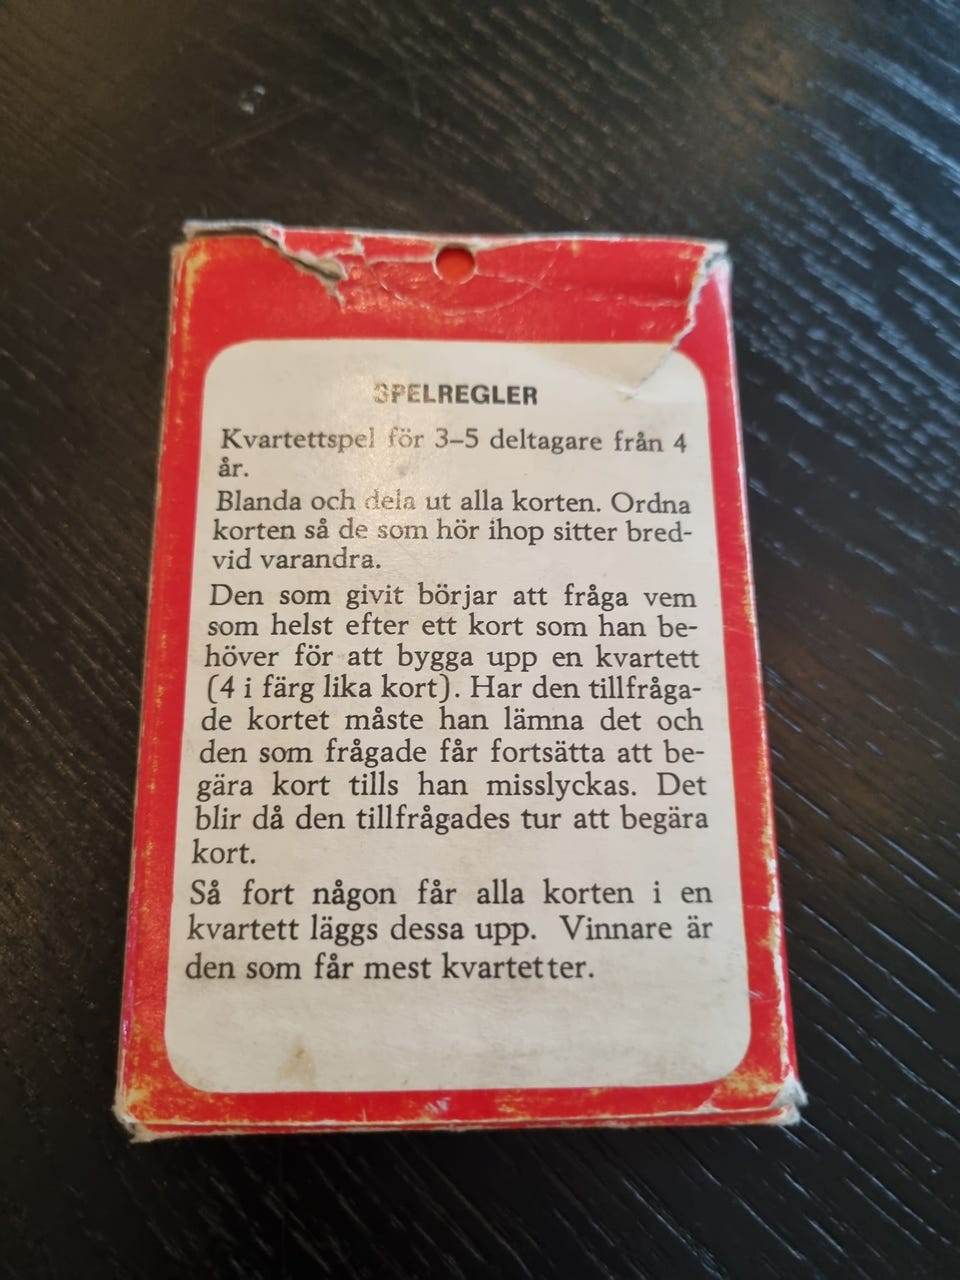 SPELREGLER
Kvartettspel för 3–5 deltagare från 4
år.
Blanda och dela ut alla korten. Ordna
korten så de som hör ihop sitter bred-
vid varandra.
Den som givit börjar att fråga vem
som helst efter ett kort som han be-
höver för att bygga upp en kvartett
(4 i färg lika kort). Har den tillfråga-
de kortet måste han lämna det och
den som frågade får fortsätta att be-
gära kort tills han misslyckas. Det
blir då den tillfrågades tur att begära
kort.
Så fort någon får alla korten i en
kvartett läggs dessa upp. Vinnare är
den som får mest kvartetter.